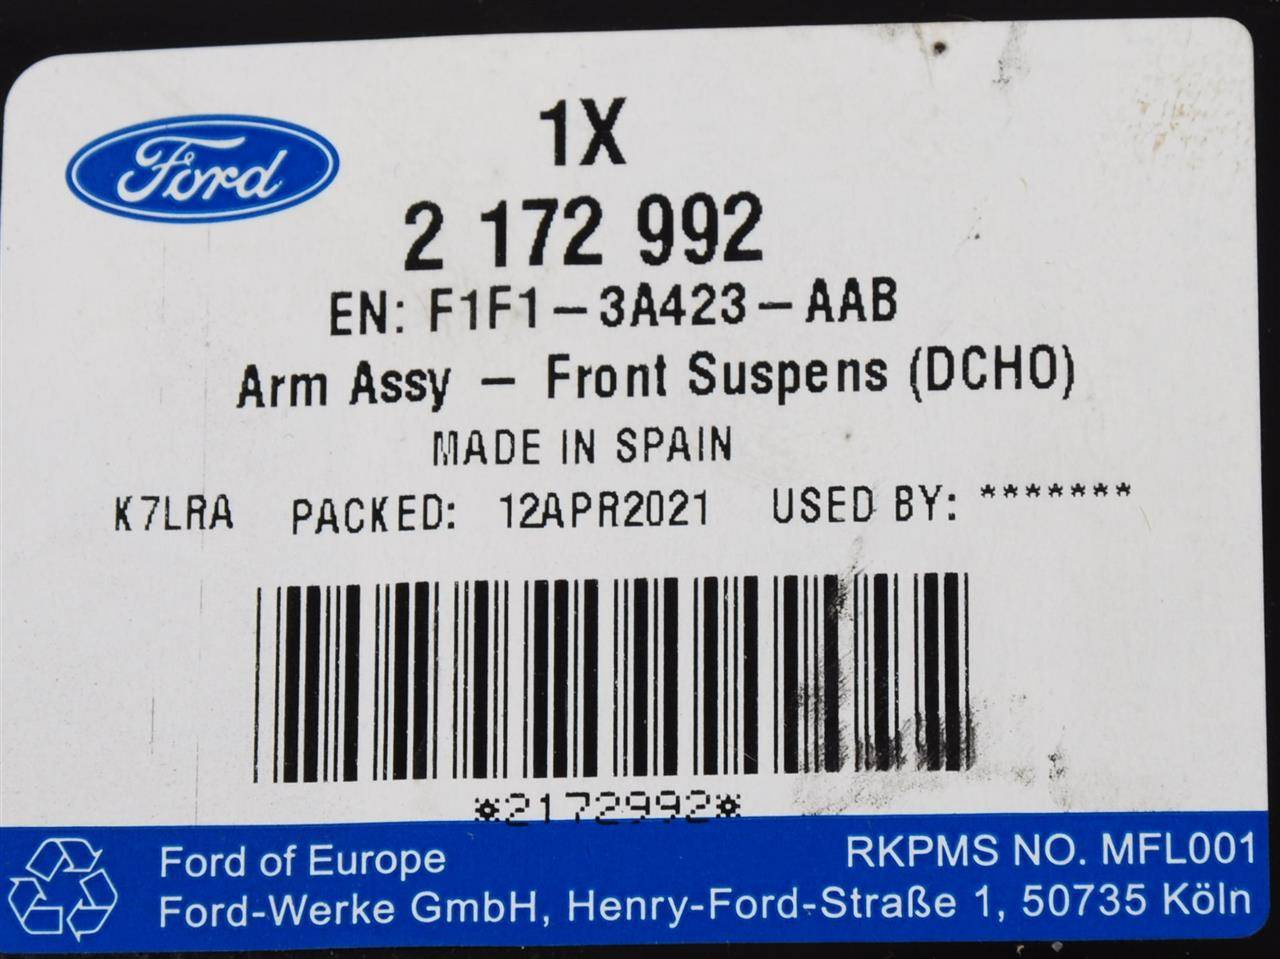 Ford
1X
2 172 992
EN: F1F1-3A423-AAB
Arm Assy - Front Suspens (DCHO)
MADE IN SPAIN
K7LRA PACKED: 12APR2021 USED BY: *******
*2172992*
Ford of Europe
RKPMS NO. MFL001
Ford-Werke GmbH, Henry-Ford-Straße 1, 50735 Köln